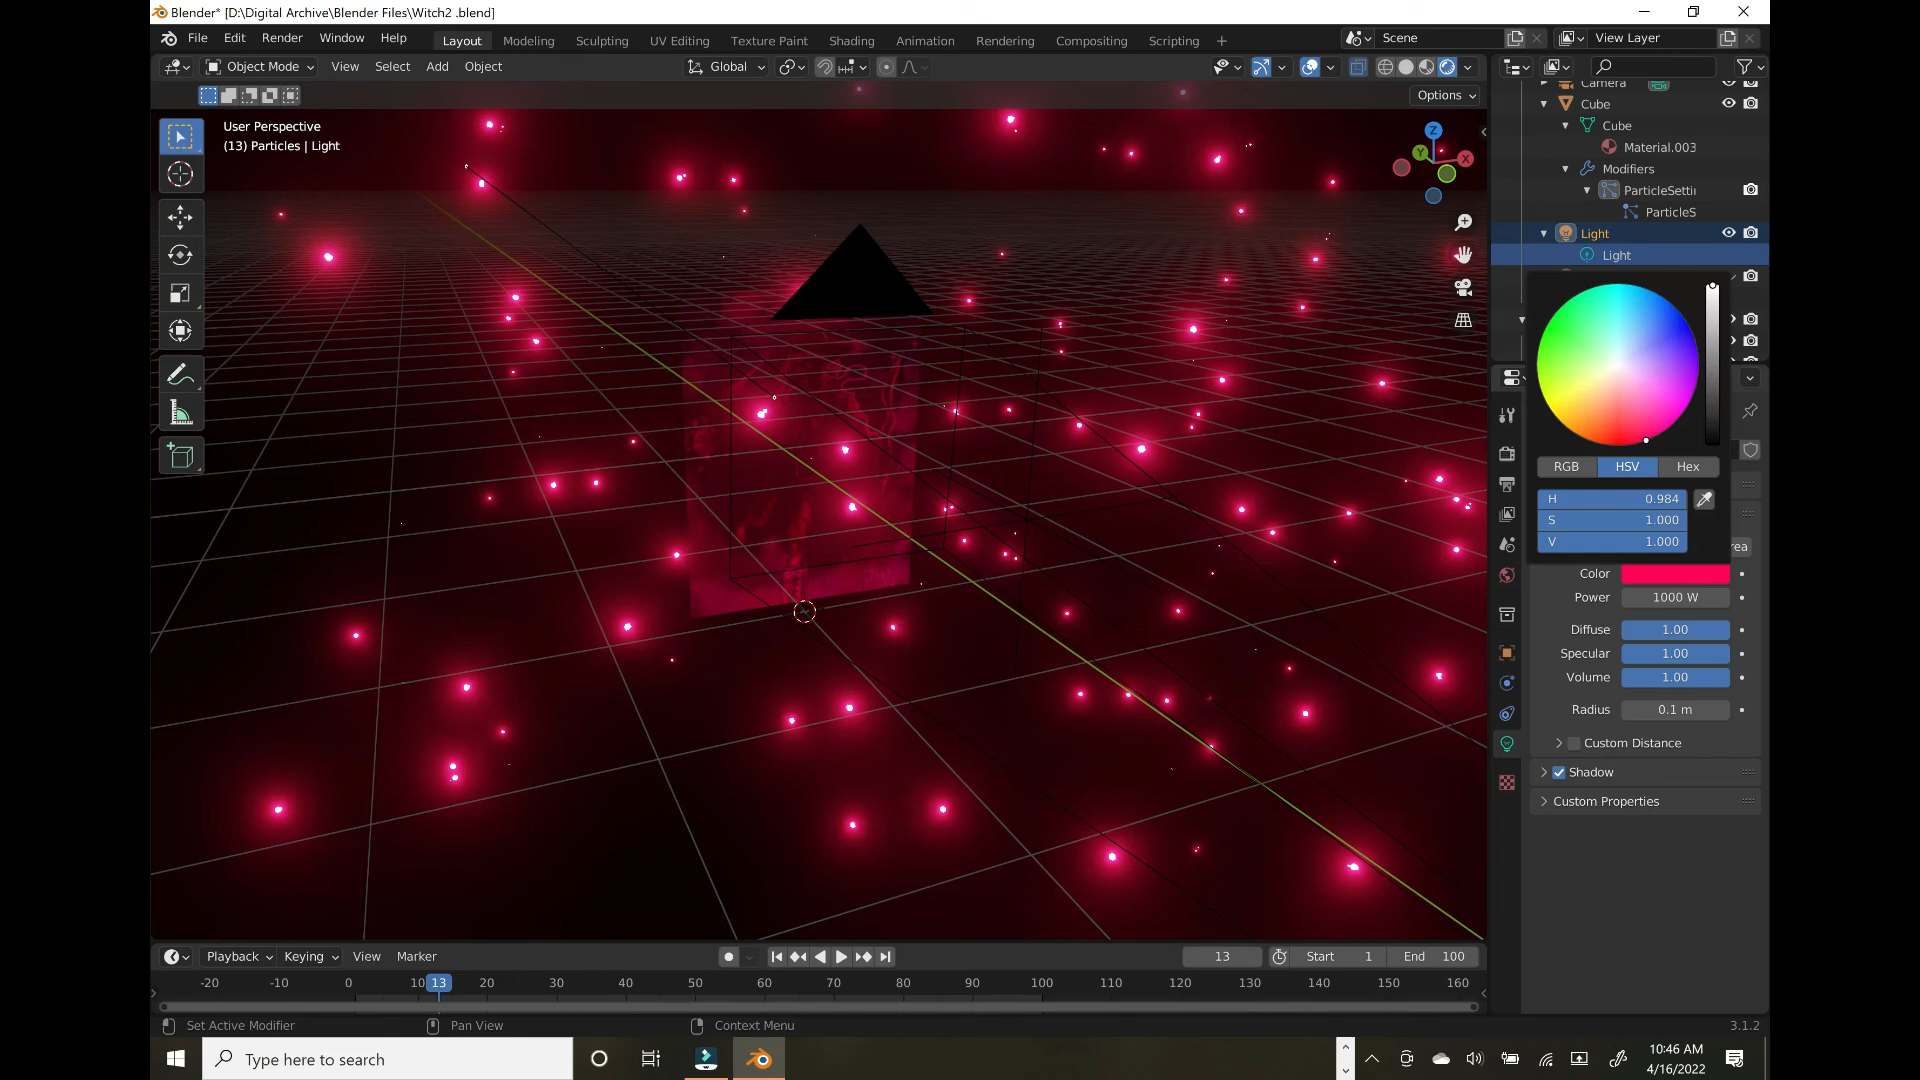 Blender* [D:\Digital Archive\Blender Files\Witch2 .blend]
File Edit Render Window Help Layout Modeling Sculpting UV Editing Texture Paint Shading Animation Rendering Compositing Scripting + Scene View Layer
Object Mode View Select Add Object Global
Options
User Perspective
(13) Particles | Light
Z
Y
X
Camera
Cube
Cube
Material.003
Modifiers
ParticleSetti
ParticleS
Light
Light
RGB HSV Hex
H 0.984
S 1.000
V 1.000
rea
Color
Power 1000 W
Diffuse 1.00
Specular 1.00
Volume 1.00
Radius 0.1 m
Custom Distance
Shadow
Custom Properties
Playback Keying View Marker 13 Start 1 End 100
-20 -10 0 10 13 20 30 40 50 60 70 80 90 100 110 120 130 140 150 160
Set Active Modifier Pan View Context Menu 3.1.2
Type here to search
10:46 AM
4/16/2022